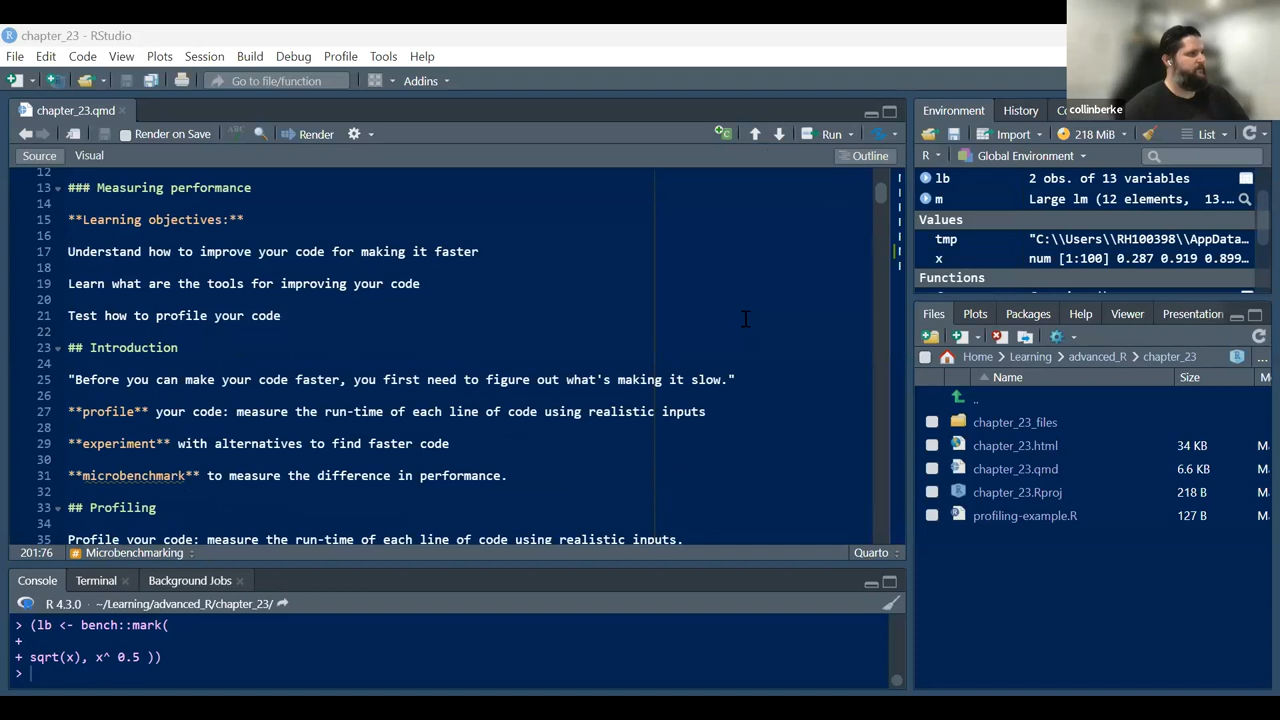 chapter_23 - RStudio
File Edit Code View Plots Session Build Debug Profile Tools Help
Go to file/function Addins
collinberke
chapter_23.qmd
Render on Save Render Run
Source Visual Outline
12
13 ### Measuring performance
14
15 **Learning objectives:**
16
17 Understand how to improve your code for making it faster
18
19 Learn what are the tools for improving your code
20
21 Test how to profile your code
22
23 ## Introduction
24
25 "Before you can make your code faster, you first need to figure out what's making it slow."
26
27 **profile** your code: measure the run-time of each line of code using realistic inputs
28
29 **experiment** with alternatives to find faster code
30
31 **microbenchmark** to measure the difference in performance.
32
33 ## Profiling
34
35 Profile your code: measure the run-time of each line of code using realistic inputs.
201:76 # Microbenchmarking Quarto
Console Terminal Background Jobs
R 4.3.0 · ~/Learning/advanced_R/chapter_23/
> (lb <- bench::mark(
+
+ sqrt(x), x^ 0.5 ))
>
Environment History Co
Import 218 MiB List
R Global Environment
lb 2 obs. of 13 variables
m Large lm (12 elements, 13...
Values
tmp "C:\\Users\\RH100398\\AppData…
x num [1:100] 0.287 0.919 0.899…
Functions
Files Plots Packages Help Viewer Presentation
Home Learning advanced_R chapter_23 ...
Name Size M
..
chapter_23_files
chapter_23.html 34 KB M
chapter_23.qmd 6.6 KB M
chapter_23.Rproj 218 B M
profiling-example.R 127 B M